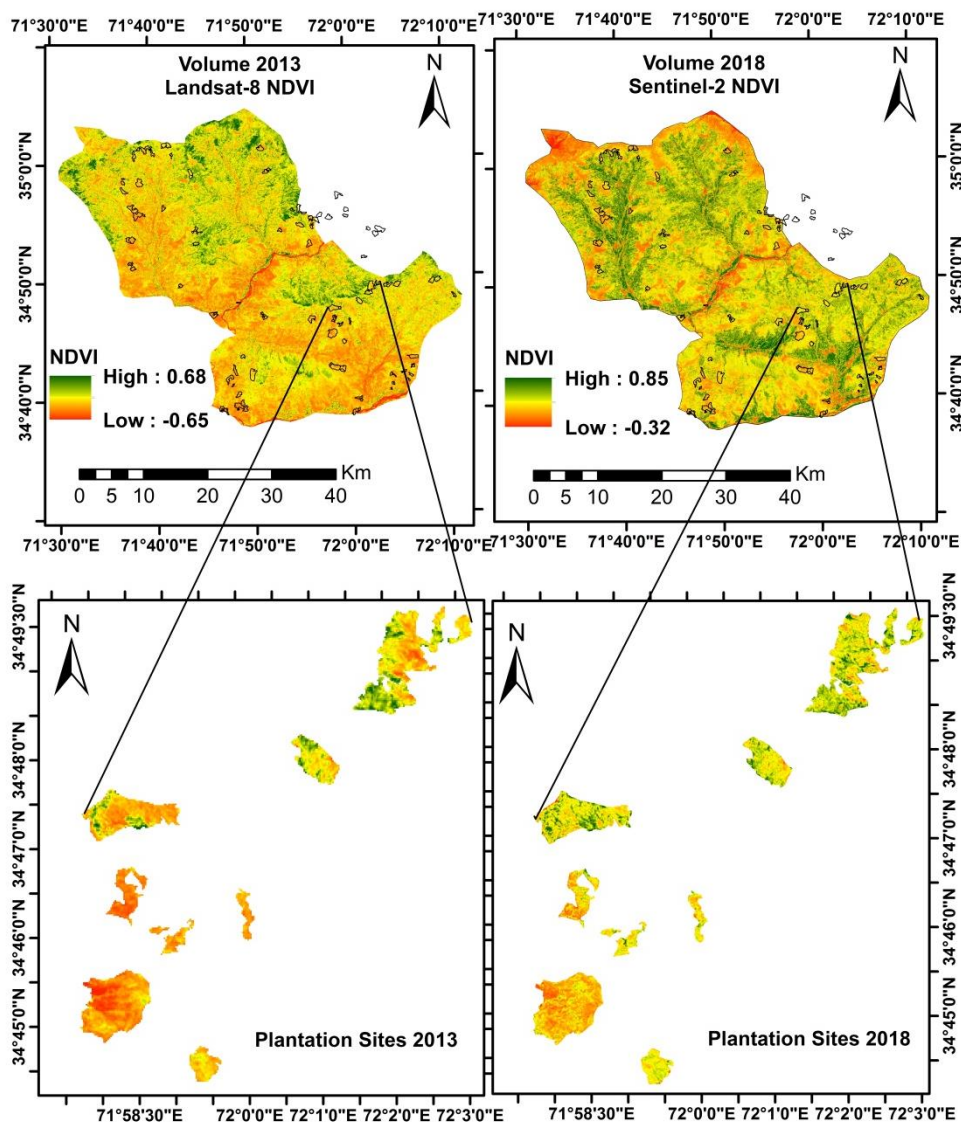 71°30'0"E 71°40'0"E 71°50'0"E 72°0'0"E 72°10'0"E
Volume 2013
Landsat-8 NDVI
N
35°0'0"N
34°50'0"N
34°40'0"N
NDVI
High : 0.68
Low : -0.65
Km
0 5 10 20 30 40
71°30'0"E 71°40'0"E 71°50'0"E 72°0'0"E 72°10'0"E
71°30'0"E 71°40'0"E 71°50'0"E 72°0'0"E 72°10'0"E
Volume 2018
Sentinel-2 NDVI
N
35°0'0"N
34°50'0"N
34°40'0"N
NDVI
High : 0.85
Low : -0.32
Km
0 5 10 20 30 40
71°30'0"E 71°40'0"E 71°50'0"E 72°0'0"E 72°10'0"E
N
34°49'30"N
34°48'0"N
34°47'0"N
34°46'0"N
34°45'0"N
Plantation Sites 2013
71°58'30"E 72°0'0"E 72°1'0"E 72°2'0"E 72°3'0"E
N
34°49'30"N
34°48'0"N
34°47'0"N
34°46'0"N
34°45'0"N
Plantation Sites 2018
71°58'30"E 72°0'0"E 72°1'0"E 72°2'0"E 72°3'0"E